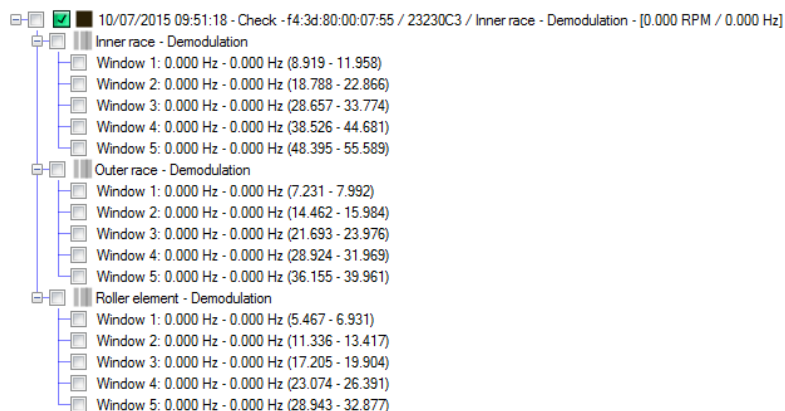 10/07/2015 09:51:18 - Check - f4:3d:80:00:07:55 / 23230C3 / Inner race - Demodulation - [0.000 RPM / 0.000 Hz]
Inner race - Demodulation
Window 1: 0.000 Hz - 0.000 Hz (8.919 - 11.958)
Window 2: 0.000 Hz - 0.000 Hz (18.788 - 22.866)
Window 3: 0.000 Hz - 0.000 Hz (28.657 - 33.774)
Window 4: 0.000 Hz - 0.000 Hz (38.526 - 44.681)
Window 5: 0.000 Hz - 0.000 Hz (48.395 - 55.589)
Outer race - Demodulation
Window 1: 0.000 Hz - 0.000 Hz (7.231 - 7.992)
Window 2: 0.000 Hz - 0.000 Hz (14.462 - 15.984)
Window 3: 0.000 Hz - 0.000 Hz (21.693 - 23.976)
Window 4: 0.000 Hz - 0.000 Hz (28.924 - 31.969)
Window 5: 0.000 Hz - 0.000 Hz (36.155 - 39.961)
Roller element - Demodulation
Window 1: 0.000 Hz - 0.000 Hz (5.467 - 6.931)
Window 2: 0.000 Hz - 0.000 Hz (11.336 - 13.417)
Window 3: 0.000 Hz - 0.000 Hz (17.205 - 19.904)
Window 4: 0.000 Hz - 0.000 Hz (23.074 - 26.391)
Window 5: 0.000 Hz - 0.000 Hz (28.943 - 32.877)